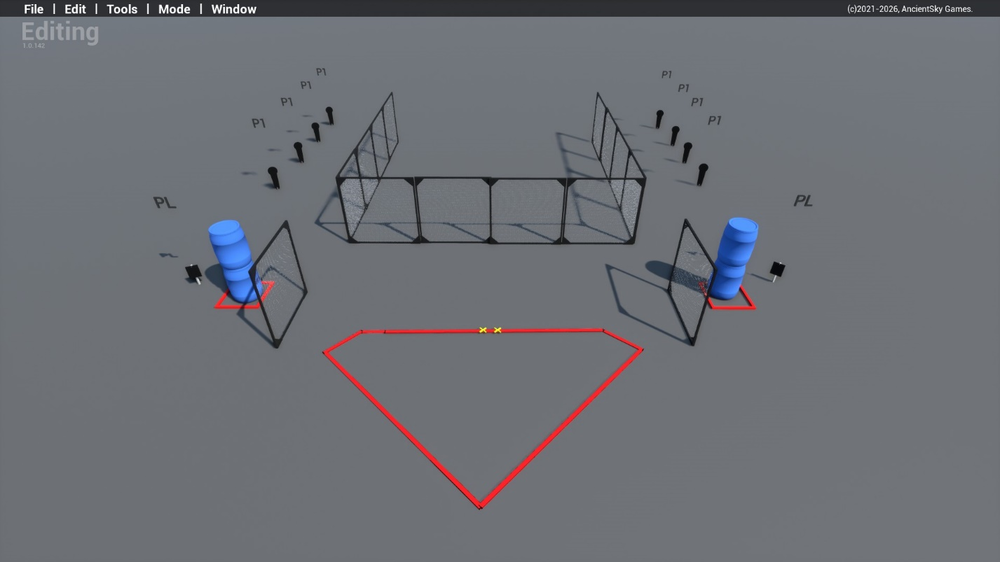 File | Edit | Tools | Mode | Window
(c)2021-2026, AncientSky Games.
Editing
1.0.142
P1
P1
P1
P1
P1
P1
P1
P1
PL
PL